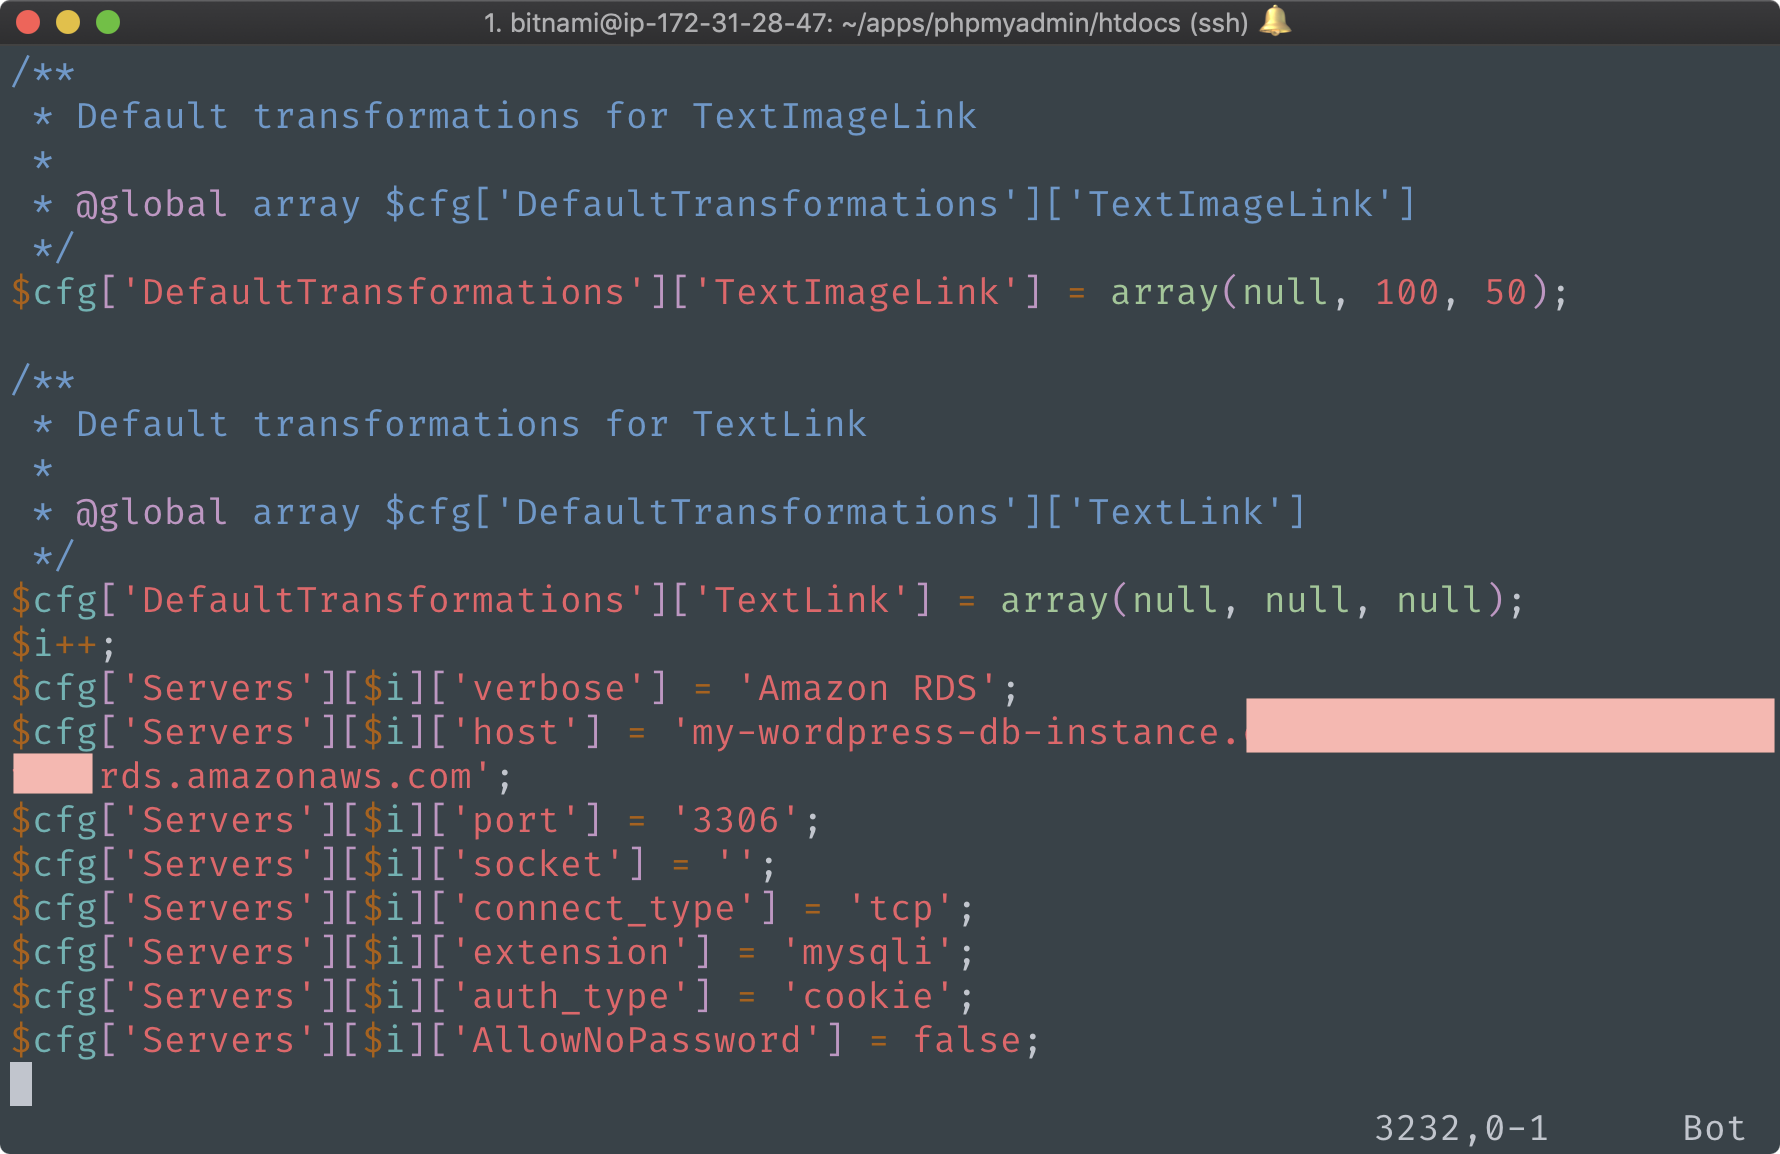 1. bitnami@ip-172-31-28-47: ~/apps/phpmyadmin/htdocs (ssh)
/**
 * Default transformations for TextImageLink
 *
 * @global array $cfg['DefaultTransformations']['TextImageLink']
 */
$cfg['DefaultTransformations']['TextImageLink'] = array(null, 100, 50);

/**
 * Default transformations for TextLink
 *
 * @global array $cfg['DefaultTransformations']['TextLink']
 */
$cfg['DefaultTransformations']['TextLink'] = array(null, null, null);
$i++;
$cfg['Servers'][$i]['verbose'] = 'Amazon RDS';
$cfg['Servers'][$i]['host'] = 'my-wordpress-db-instance.
rds.amazonaws.com';
$cfg['Servers'][$i]['port'] = '3306';
$cfg['Servers'][$i]['socket'] = '';
$cfg['Servers'][$i]['connect_type'] = 'tcp';
$cfg['Servers'][$i]['extension'] = 'mysqli';
$cfg['Servers'][$i]['auth_type'] = 'cookie';
$cfg['Servers'][$i]['AllowNoPassword'] = false;
3232,0-1 Bot